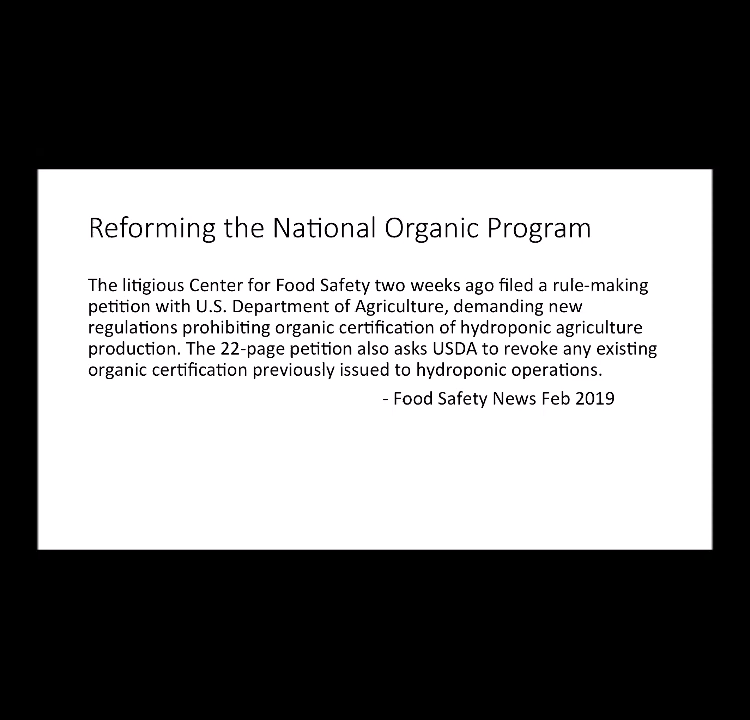 Reforming the National Organic Program
The litigious Center for Food Safety two weeks ago filed a rule-making
petition with U.S. Department of Agriculture, demanding new
regulations prohibiting organic certification of hydroponic agriculture
production. The 22-page petition also asks USDA to revoke any existing
organic certification previously issued to hydroponic operations.
- Food Safety News Feb 2019